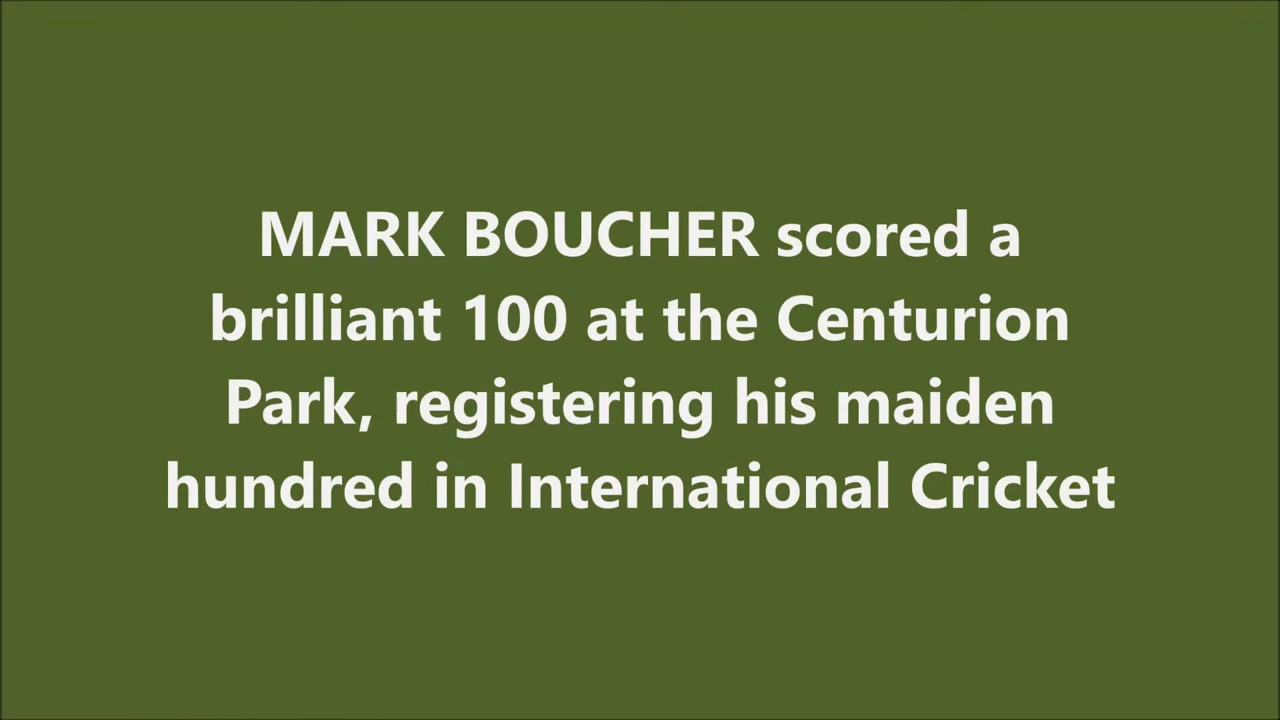 MARK BOUCHER scored a
brilliant 100 at the Centurion
Park, registering his maiden
hundred in International Cricket